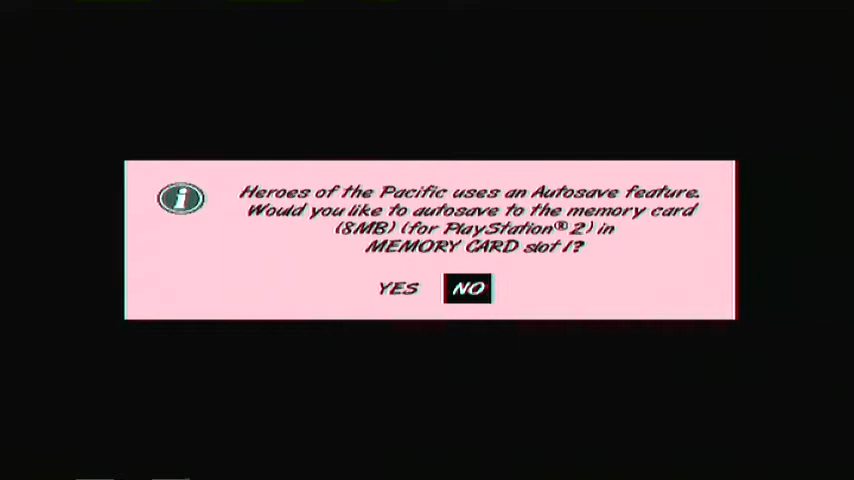 Heroes of the Pacific uses an Autosave feature.
Would you like to autosave to the memory card
(8MB) (for PlayStation® 2) in
MEMORY CARD slot 1?
YES NO